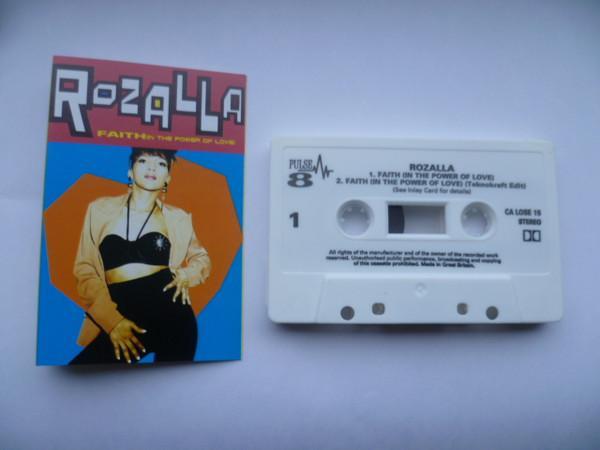 ROZALLA
FAITH IN THE POWER OF LOVE
PULSE
8
ROZALLA
1. FAITH (IN THE POWER OF LOVE)
2. FAITH (IN THE POWER OF LOVE) (Teknokraft Edit)
(See Inlay Card for details)
1
CA LOSE 15
STEREO
All rights of the manufacturer and of the owner of the recorded work
reserved. Unauthorised public performance, broadcasting and copying
of this cassette prohibited. Made in Great Britain.